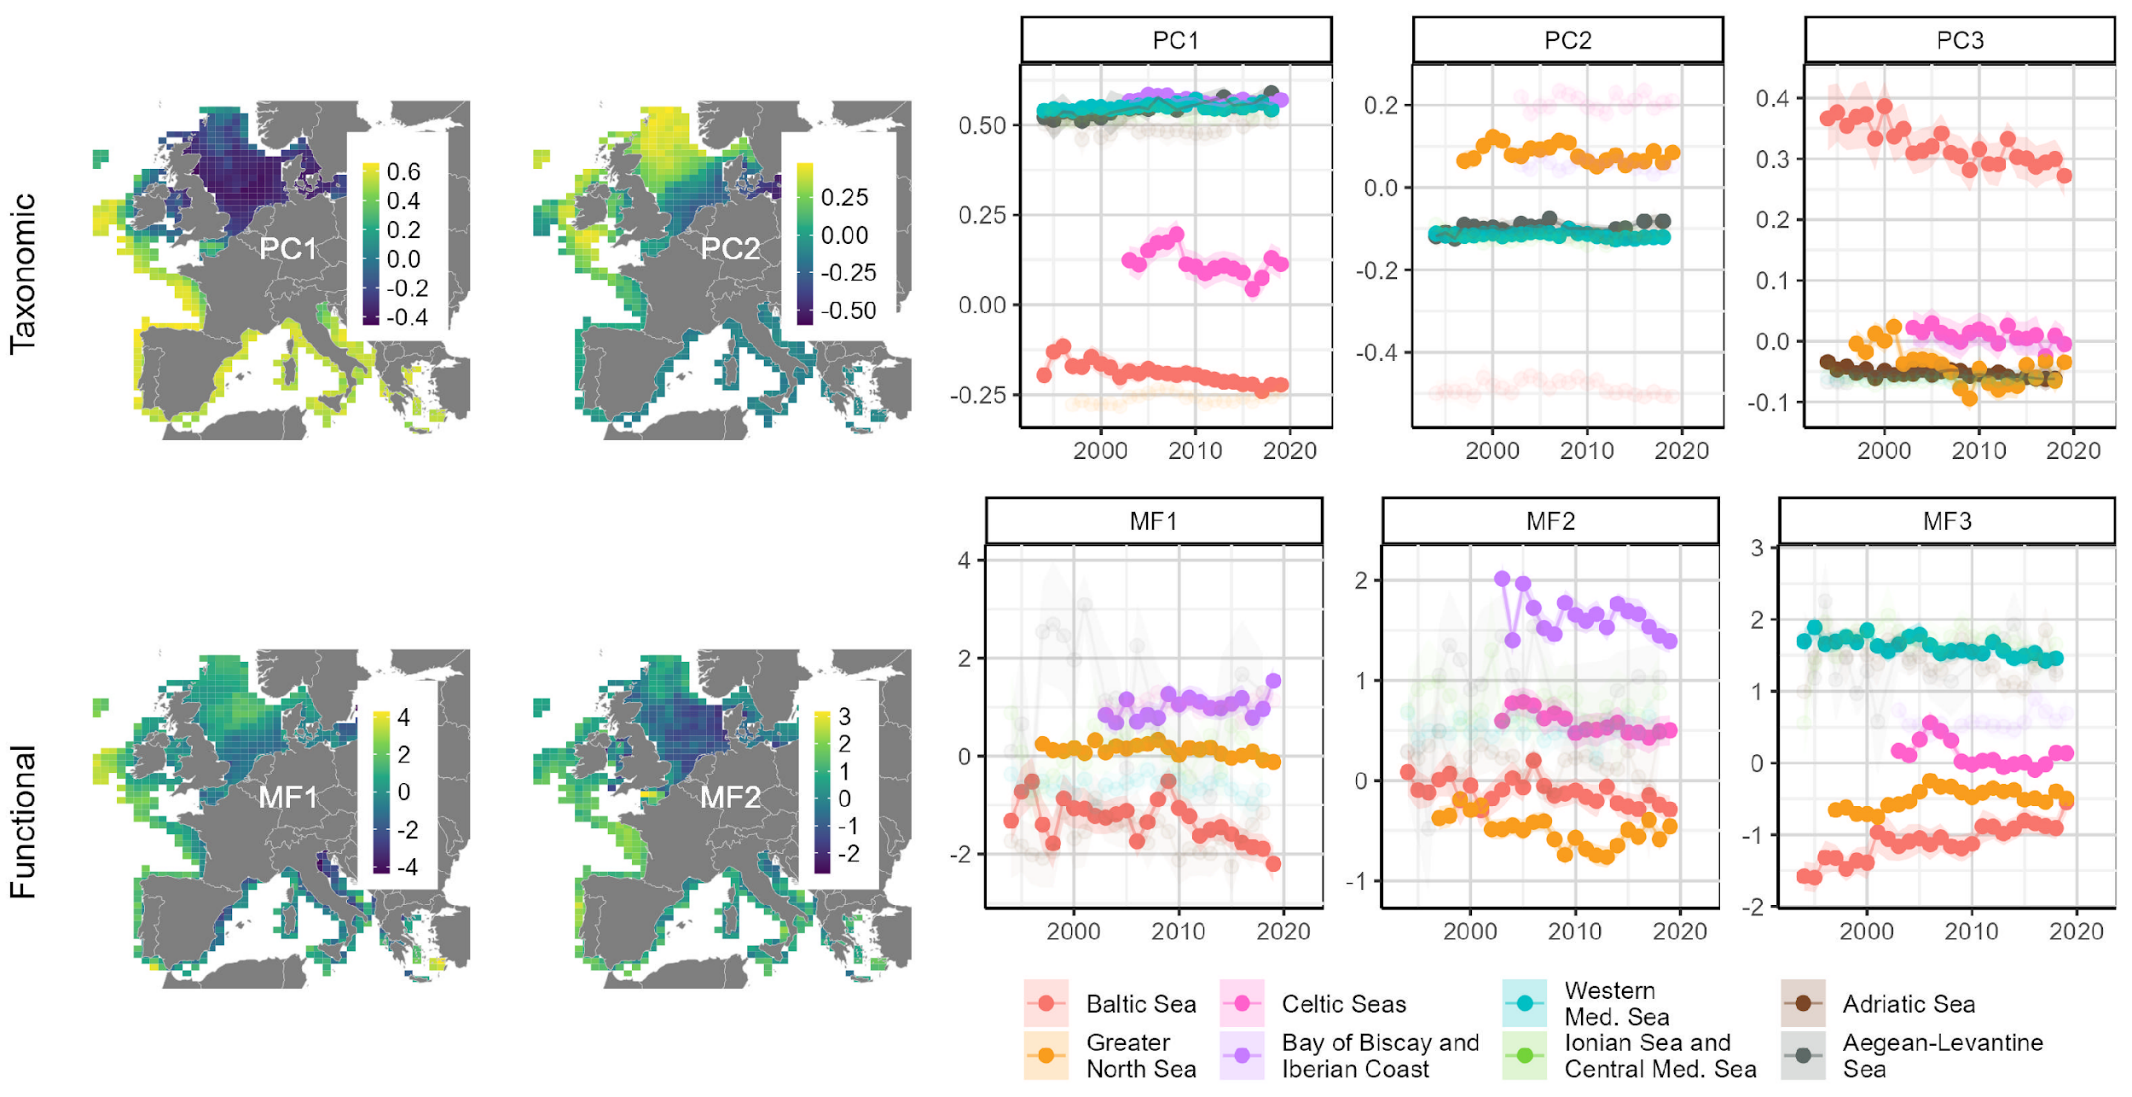 Taxonomic
PC1
0.6
0.4
0.2
0.0
-0.2
-0.4
PC2
0.25
0.00
-0.25
-0.50
PC1
0.50
0.25
0.00
-0.25
2000 2010 2020
PC2
0.2
0.0
-0.2
-0.4
2000 2010 2020
PC3
0.4
0.3
0.2
0.1
0.0
-0.1
2000 2010 2020
Functional
MF1
4
2
0
-2
-4
MF2
3
2
1
0
-1
-2
MF1
4
2
0
-2
2000 2010 2020
MF2
2
1
0
-1
2000 2010 2020
MF3
3
2
1
0
-1
-2
2000 2010 2020
Baltic Sea
Greater
North Sea
Celtic Seas
Bay of Biscay and
Iberian Coast
Western
Med. Sea
Ionian Sea and
Central Med. Sea
Adriatic Sea
Aegean-Levantine
Sea